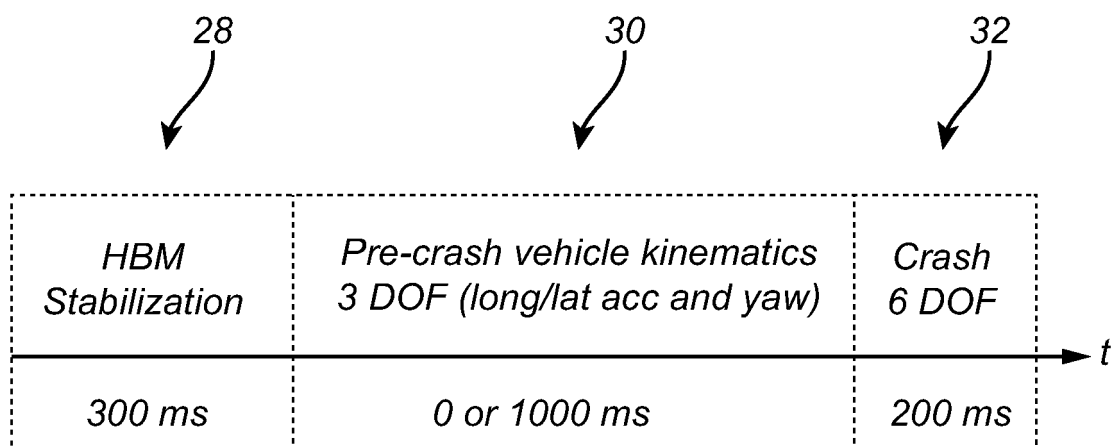 28 30 32
HBM Stabilization
Pre-crash vehicle kinematics
3 DOF (long/lat acc and yaw)
Crash
6 DOF
t
300 ms 0 or 1000 ms 200 ms